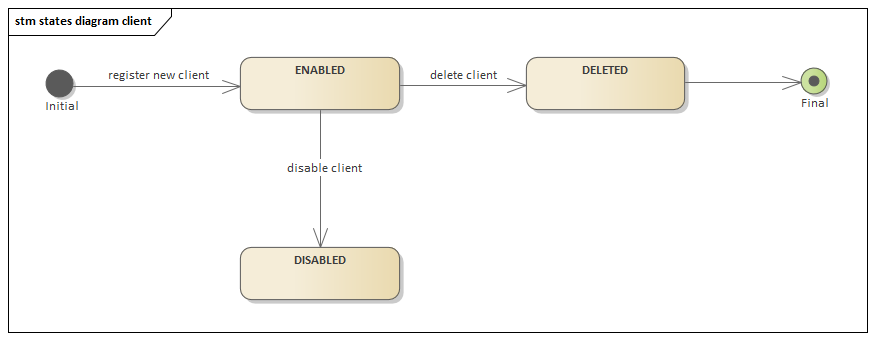 stm states diagram client
register new client
ENABLED
delete client
DELETED
Initial
Final
disable client
DISABLED